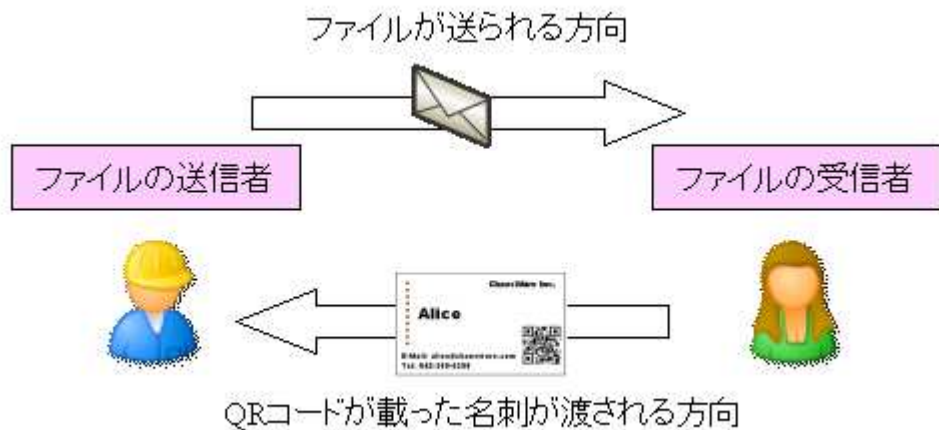 ファイルが送られる方向
ファイルの送信者
ファイルの受信者
Alice
QRコードが載った名刺が渡される方向